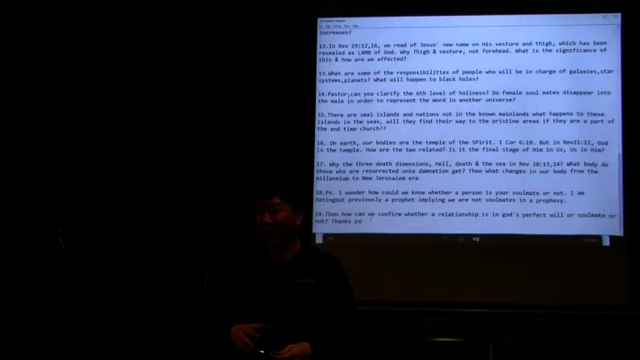 increases?
12.In Rev 19:12,16, we read of Jesus' new name on His vesture and thigh, which has been
revealed as LAMB of God. Why Thigh & vesture, not forehead. What is the significance of
this & how are we affected?
13.What are some of the responsibilities of people who will be in charge of galaxies,star
systems,planets? What will happen to black holes?
14. Pastor,can you clarify the 6th level of holiness? Do female soul mates disappear into
the male in order to represent the Word in another universe?
15.There are smal islands and nations not in the known mainlands what happens to these
islands in the seas, will they find their way to the pristine areas if they are a part of
the end time church??
16. On earth, our bodies are the temple of the SPirit. 1 Cor 6:19. But in Rev21:22, God
is the temple. How are the two related? Is it the final stage of Him in Us, Us in Him?
17. Why the three death dimensions, Hell, death & the sea in Rev 20:13,14? What body do
those who are resurrected unto damnation get? Then what changes in our body from the
Millennium to New Jerusalem era
18.Ps. I wonder how could we know whether a person is your soulmate or not. I am
datingbut previously a prophet implying we are not soulmates in a prophesy.
19.Then how can we confirm whether a relationship is in god's perfect will or soulmate or
not? Thanks po